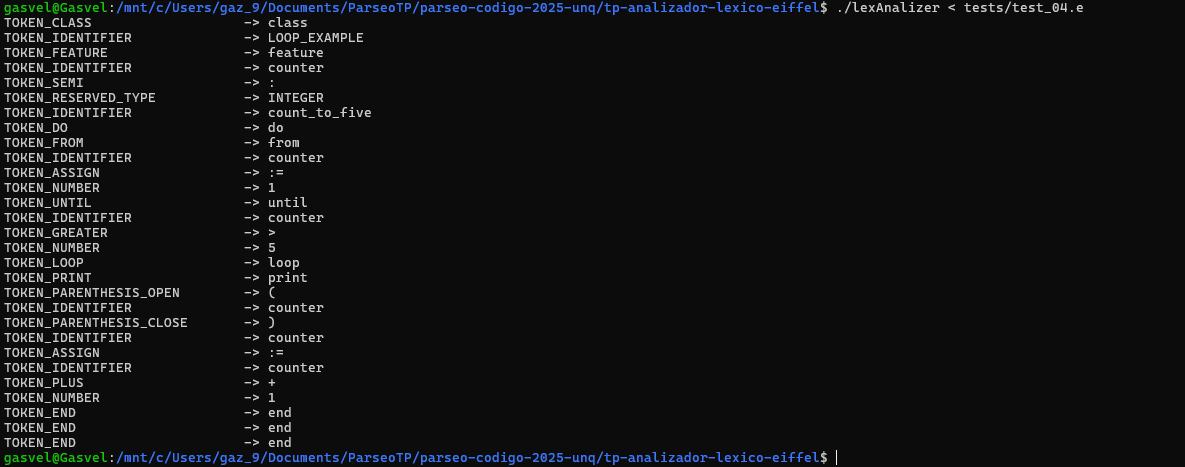 gasvel@Gasvel:/mnt/c/Users/gaz_9/Documents/ParseoTP/parseo-codigo-2025-unq/tp-analizador-lexico-eiffel$ ./lexAnalizer < tests/test_04.e
TOKEN_CLASS -> class
TOKEN_IDENTIFIER -> LOOP_EXAMPLE
TOKEN_FEATURE -> feature
TOKEN_IDENTIFIER -> counter
TOKEN_SEMI -> :
TOKEN_RESERVED_TYPE -> INTEGER
TOKEN_IDENTIFIER -> count_to_five
TOKEN_DO -> do
TOKEN_FROM -> from
TOKEN_IDENTIFIER -> counter
TOKEN_ASSIGN -> :=
TOKEN_NUMBER -> 1
TOKEN_UNTIL -> until
TOKEN_IDENTIFIER -> counter
TOKEN_GREATER -> >
TOKEN_NUMBER -> 5
TOKEN_LOOP -> loop
TOKEN_PRINT -> print
TOKEN_PARENTHESIS_OPEN -> (
TOKEN_IDENTIFIER -> counter
TOKEN_PARENTHESIS_CLOSE -> )
TOKEN_IDENTIFIER -> counter
TOKEN_ASSIGN -> :=
TOKEN_IDENTIFIER -> counter
TOKEN_PLUS -> +
TOKEN_NUMBER -> 1
TOKEN_END -> end
TOKEN_END -> end
TOKEN_END -> end
gasvel@Gasvel:/mnt/c/Users/gaz_9/Documents/ParseoTP/parseo-codigo-2025-unq/tp-analizador-lexico-eiffel$